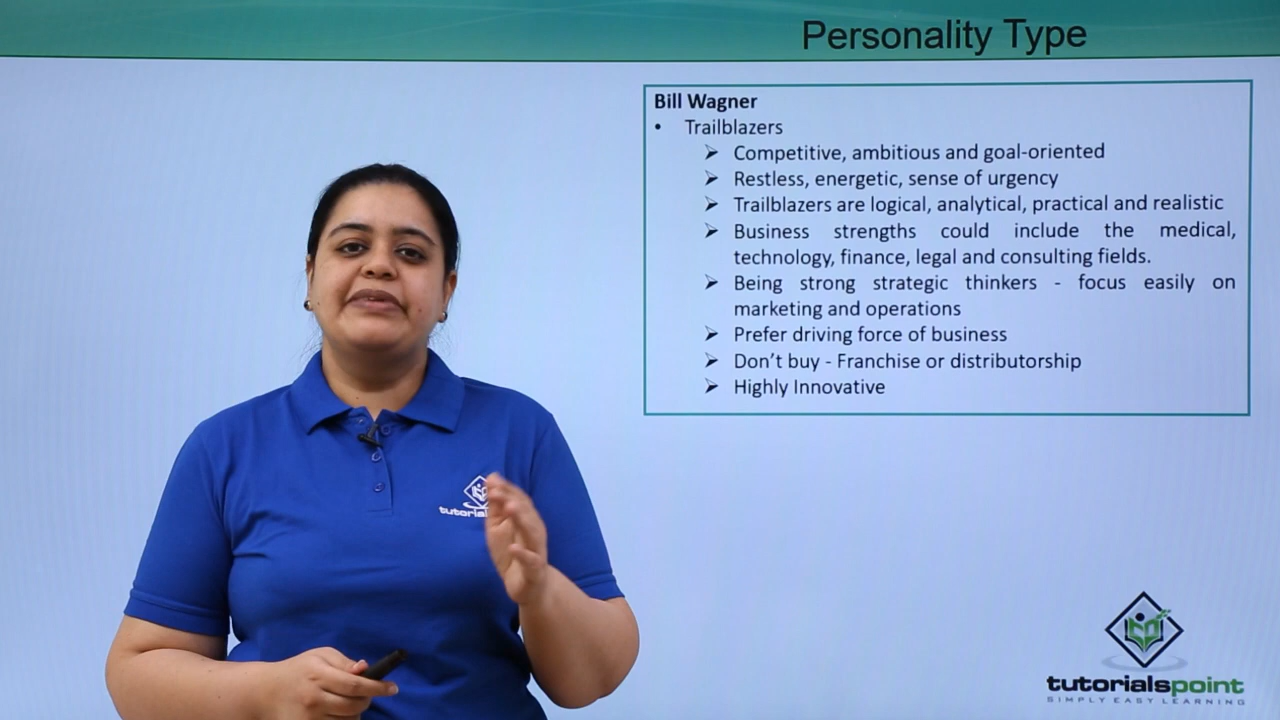 Personality Type
Bill Wagner
• Trailblazers
➢ Competitive, ambitious and goal-oriented
➢ Restless, energetic, sense of urgency
➢ Trailblazers are logical, analytical, practical and realistic
➢ Business strengths could include the medical,
technology, finance, legal and consulting fields.
➢ Being strong strategic thinkers - focus easily on
marketing and operations
➢ Prefer driving force of business
➢ Don’t buy - Franchise or distributorship
➢ Highly Innovative
tutorialspoint
SIMPLY EASY LEARNING